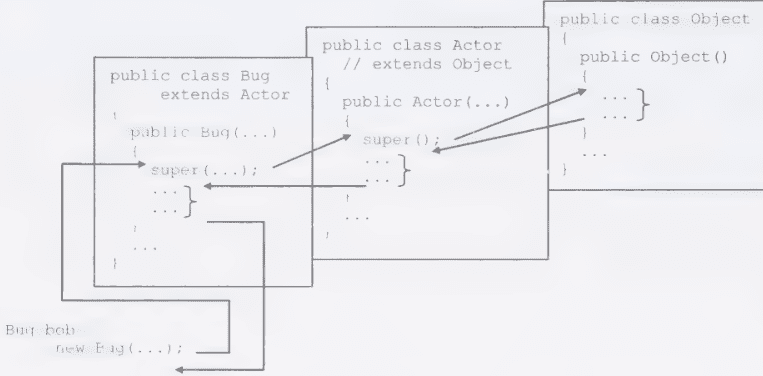 public class Bug
extends Actor
{
public Bug(...)
{
super(...);
...
...
}
...
}
public class Actor
// extends Object
{
public Actor(...)
{
super();
...
...
}
...
}
public class Object
{
public Object()
{
...
...
}
...
}
Bug bob
new Bug(...);